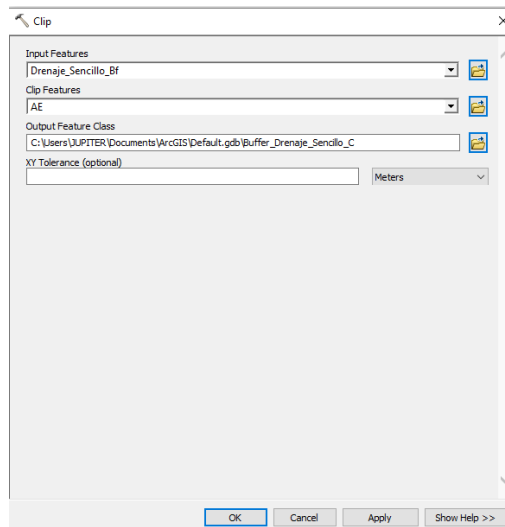 Clip
Input Features
Drenaje_Sencillo_Bf
Clip Features
AE
Output Feature Class
C:\Users\JUPITER\Documents\ArcGIS\Default.gdb\Buffer_Drenaje_Sencillo_C
XY Tolerance (optional)
Meters
OK Cancel Apply Show Help >>